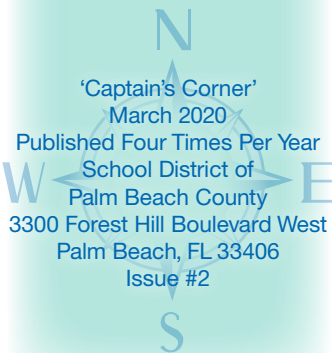 N
‘Captain’s Corner’
March 2020
Published Four Times Per Year
School District of
W
E
Palm Beach County
3300 Forest Hill Boulevard West
Palm Beach, FL 33406
Issue #2
S